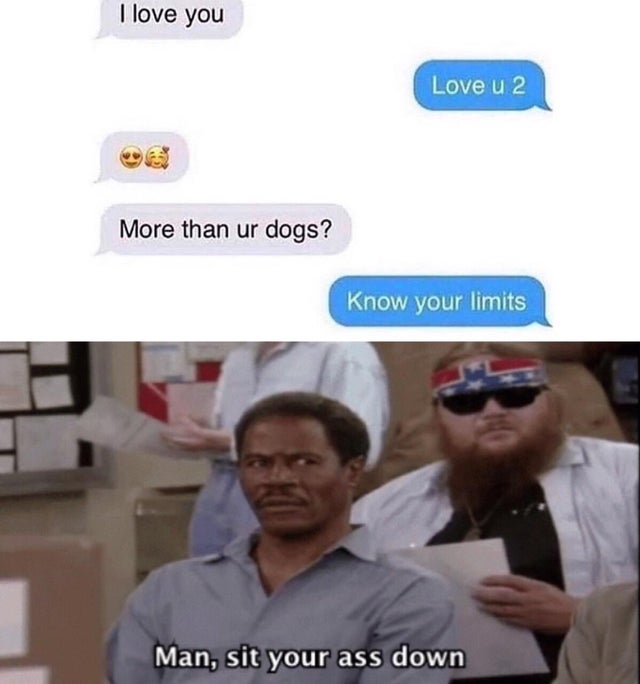 I love you
Love u 2
😍🥰
More than ur dogs?
Know your limits
Man, sit your ass down